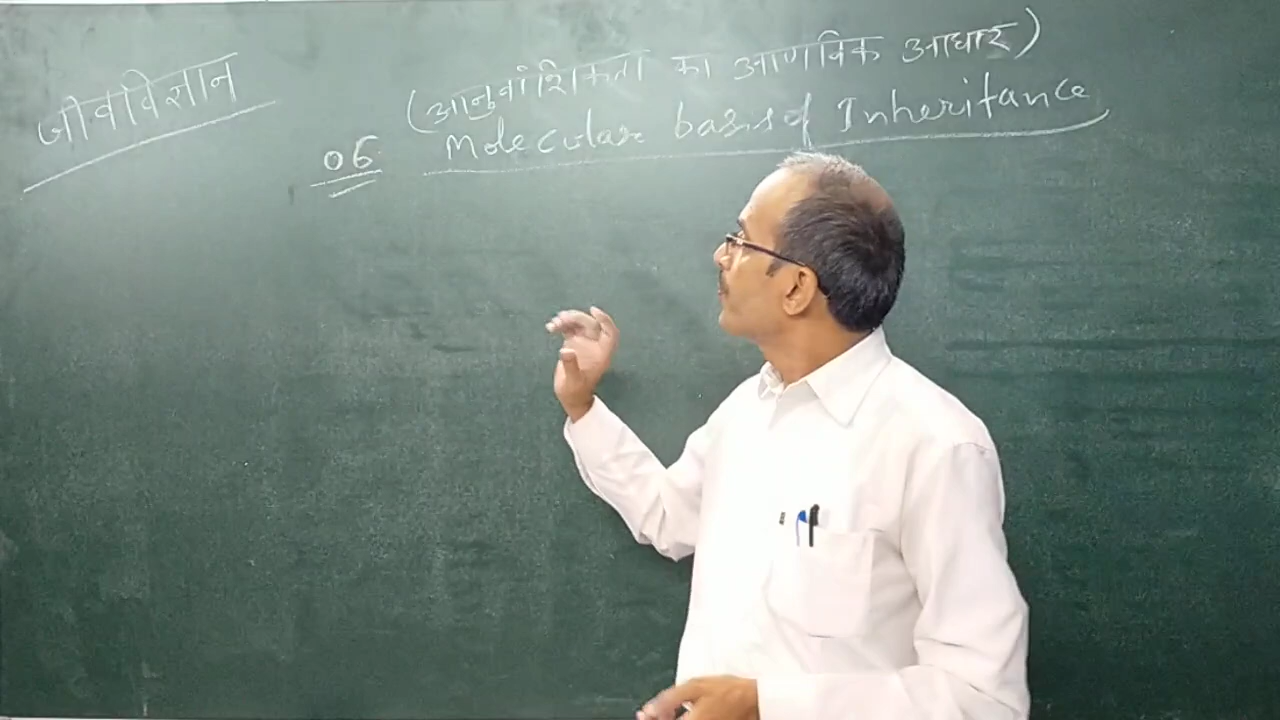 जीवविज्ञान
(आनुवांशिकता का आणविक आधार)
06 Molecular basis of Inheritance